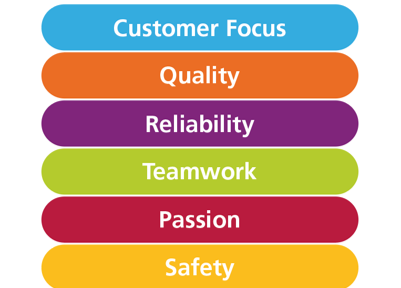 Customer Focus
Quality
Reliability
Teamwork
Passion
Safety